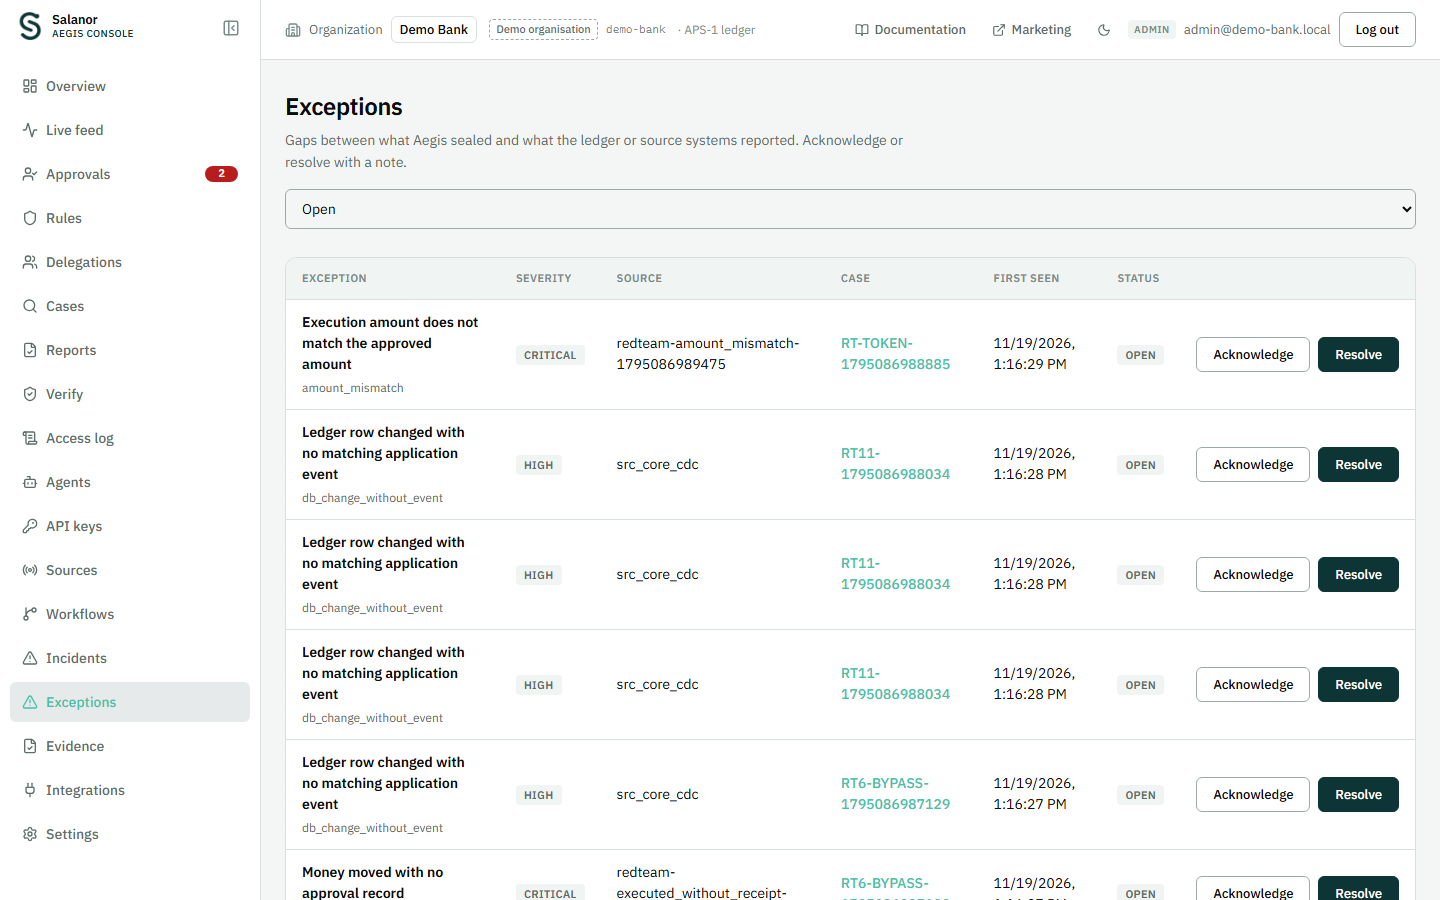 Salanor
AEGIS CONSOLE
Organization
Demo Bank
Demo organisation
demo-bank
· APS-1 ledger
Documentation
Marketing
ADMIN
admin@demo-bank.local
Log out
Overview
Live feed
Approvals
2
Rules
Delegations
Cases
Reports
Verify
Access log
Agents
API keys
Sources
Workflows
Incidents
Exceptions
Evidence
Integrations
Settings
Exceptions
Gaps between what Aegis sealed and what the ledger or source systems reported. Acknowledge or
resolve with a note.
Open
EXCEPTION
SEVERITY
SOURCE
CASE
FIRST SEEN
STATUS
Execution amount does not
match the approved
amount
amount_mismatch
CRITICAL
redteam-amount_mismatch-
1795086989475
RT-TOKEN-
1795086988885
11/19/2026,
1:16:29 PM
OPEN
Acknowledge
Resolve
Ledger row changed with
no matching application
event
db_change_without_event
HIGH
src_core_cdc
RT11-
1795086988034
11/19/2026,
1:16:28 PM
OPEN
Acknowledge
Resolve
Ledger row changed with
no matching application
event
db_change_without_event
HIGH
src_core_cdc
RT11-
1795086988034
11/19/2026,
1:16:28 PM
OPEN
Acknowledge
Resolve
Ledger row changed with
no matching application
event
db_change_without_event
HIGH
src_core_cdc
RT11-
1795086988034
11/19/2026,
1:16:28 PM
OPEN
Acknowledge
Resolve
Ledger row changed with
no matching application
event
db_change_without_event
HIGH
src_core_cdc
RT6-BYPASS-
1795086987129
11/19/2026,
1:16:27 PM
OPEN
Acknowledge
Resolve
Money moved with no
approval record
CRITICAL
redteam-
executed_without_receipt-
RT6-BYPASS-
11/19/2026,
OPEN
Acknowledge
Resolve